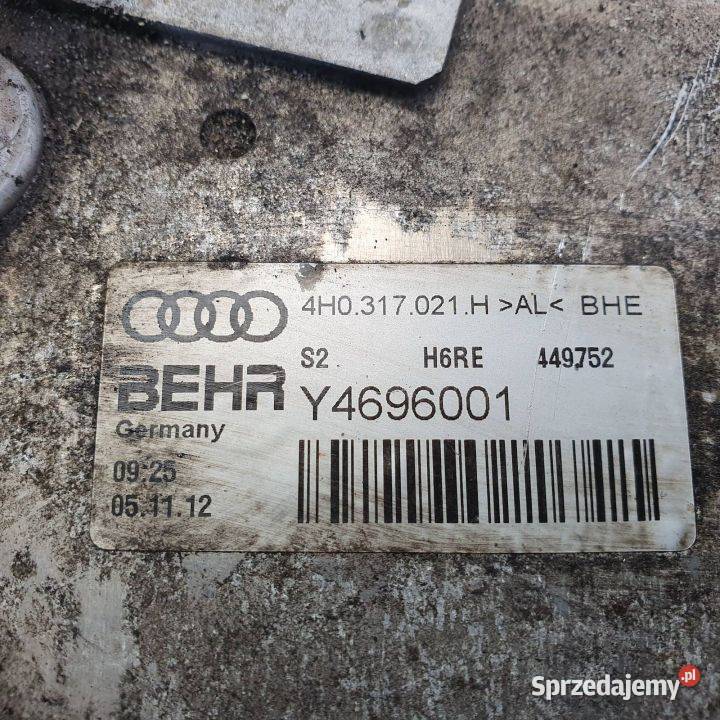 4H0.317.021.H >AL< BHE
S2 H6RE 449752
BEHR Y4696001
Germany
09:25
05.11.12
Sprzedajemy.pl